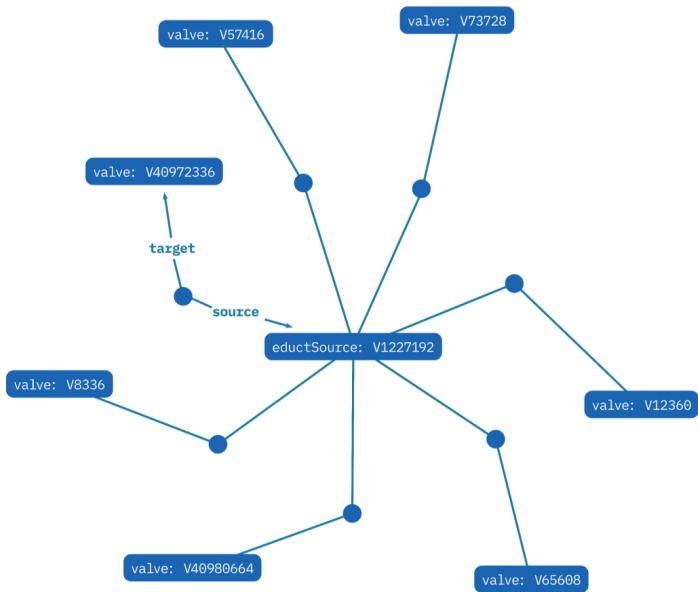 valve: V73728
valve: V57416
valve: V40972336
target
source
eductSource: V1227192
valve: V8336
valve: V12360
valve: V40980664
valve: V65608